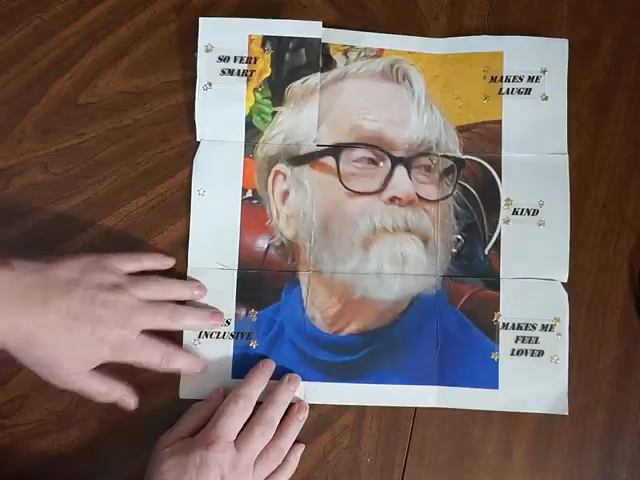 SO VERY
SMART
MAKES ME
LAUGH
KIND
INCLUSIVE
MAKES ME
FEEL
LOVED